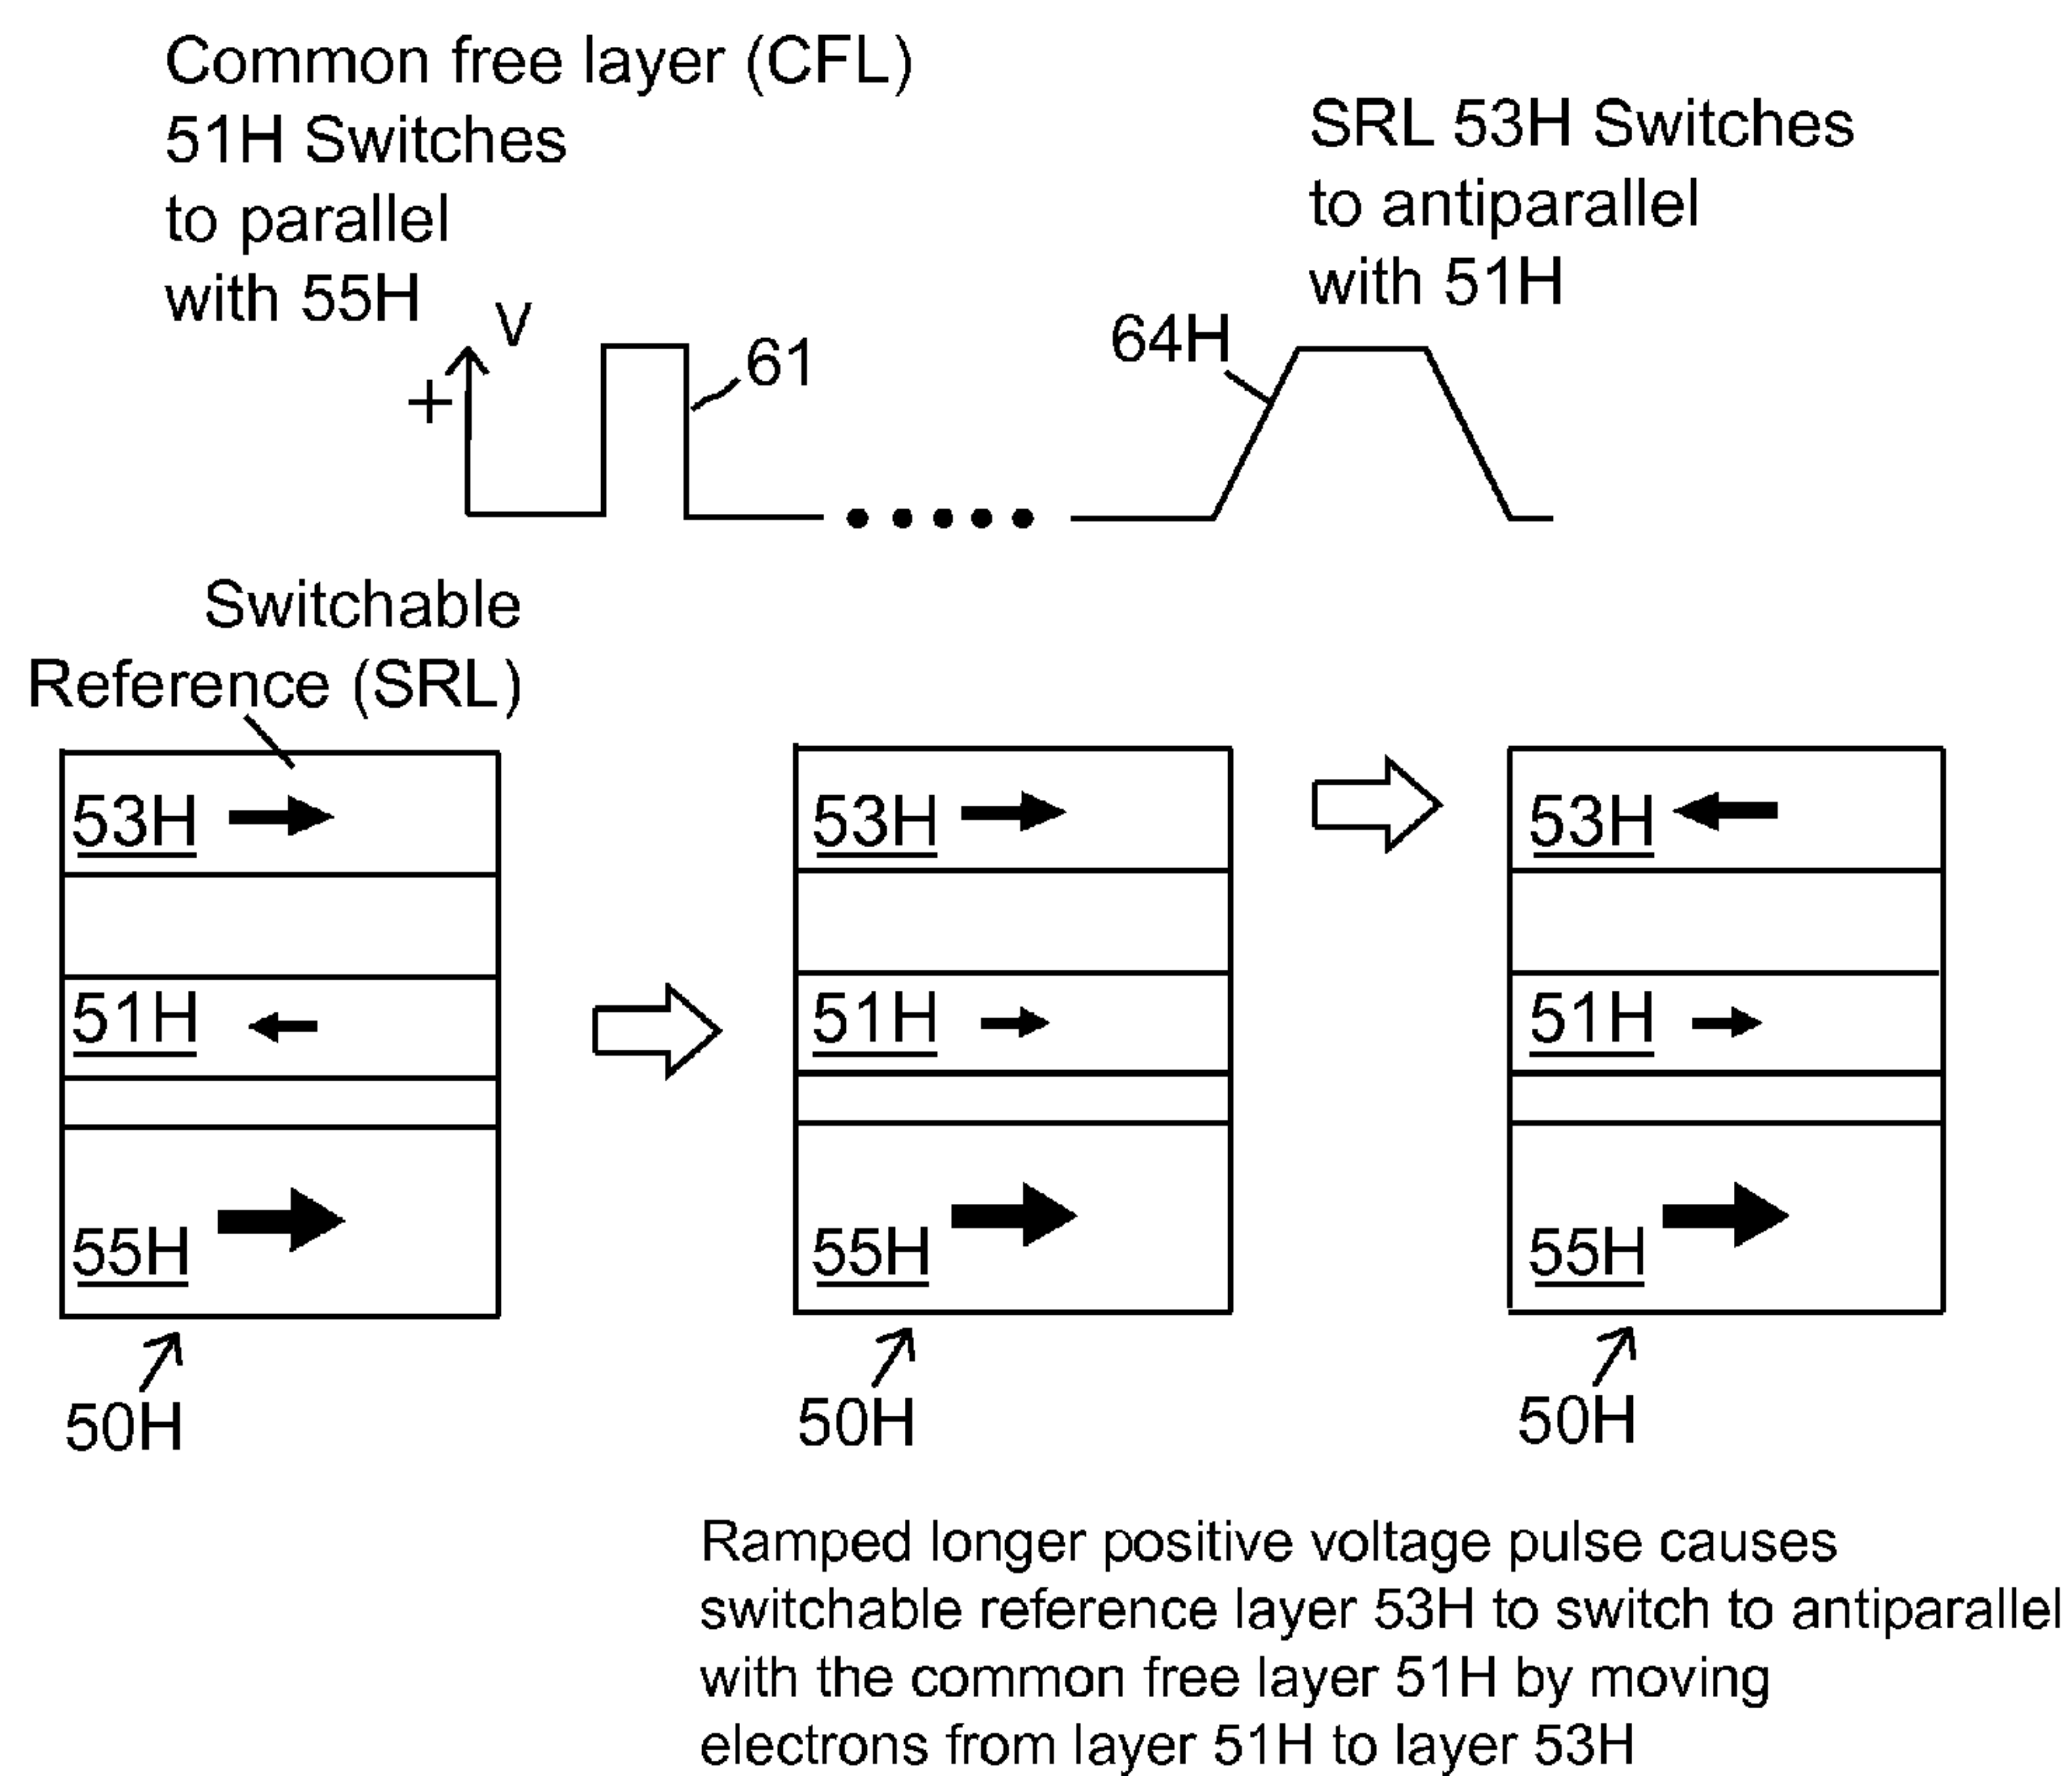 Common free layer (CFL)
51H Switches
to parallel
with 55H
SRL 53H Switches
to antiparallel
with 51H
V
+
61
64H
Switchable
Reference (SRL)
53H
51H
55H
50H
53H
51H
55H
50H
53H
51H
55H
50H
Ramped longer positive voltage pulse causes
switchable reference layer 53H to switch to antiparallel
with the common free layer 51H by moving
electrons from layer 51H to layer 53H